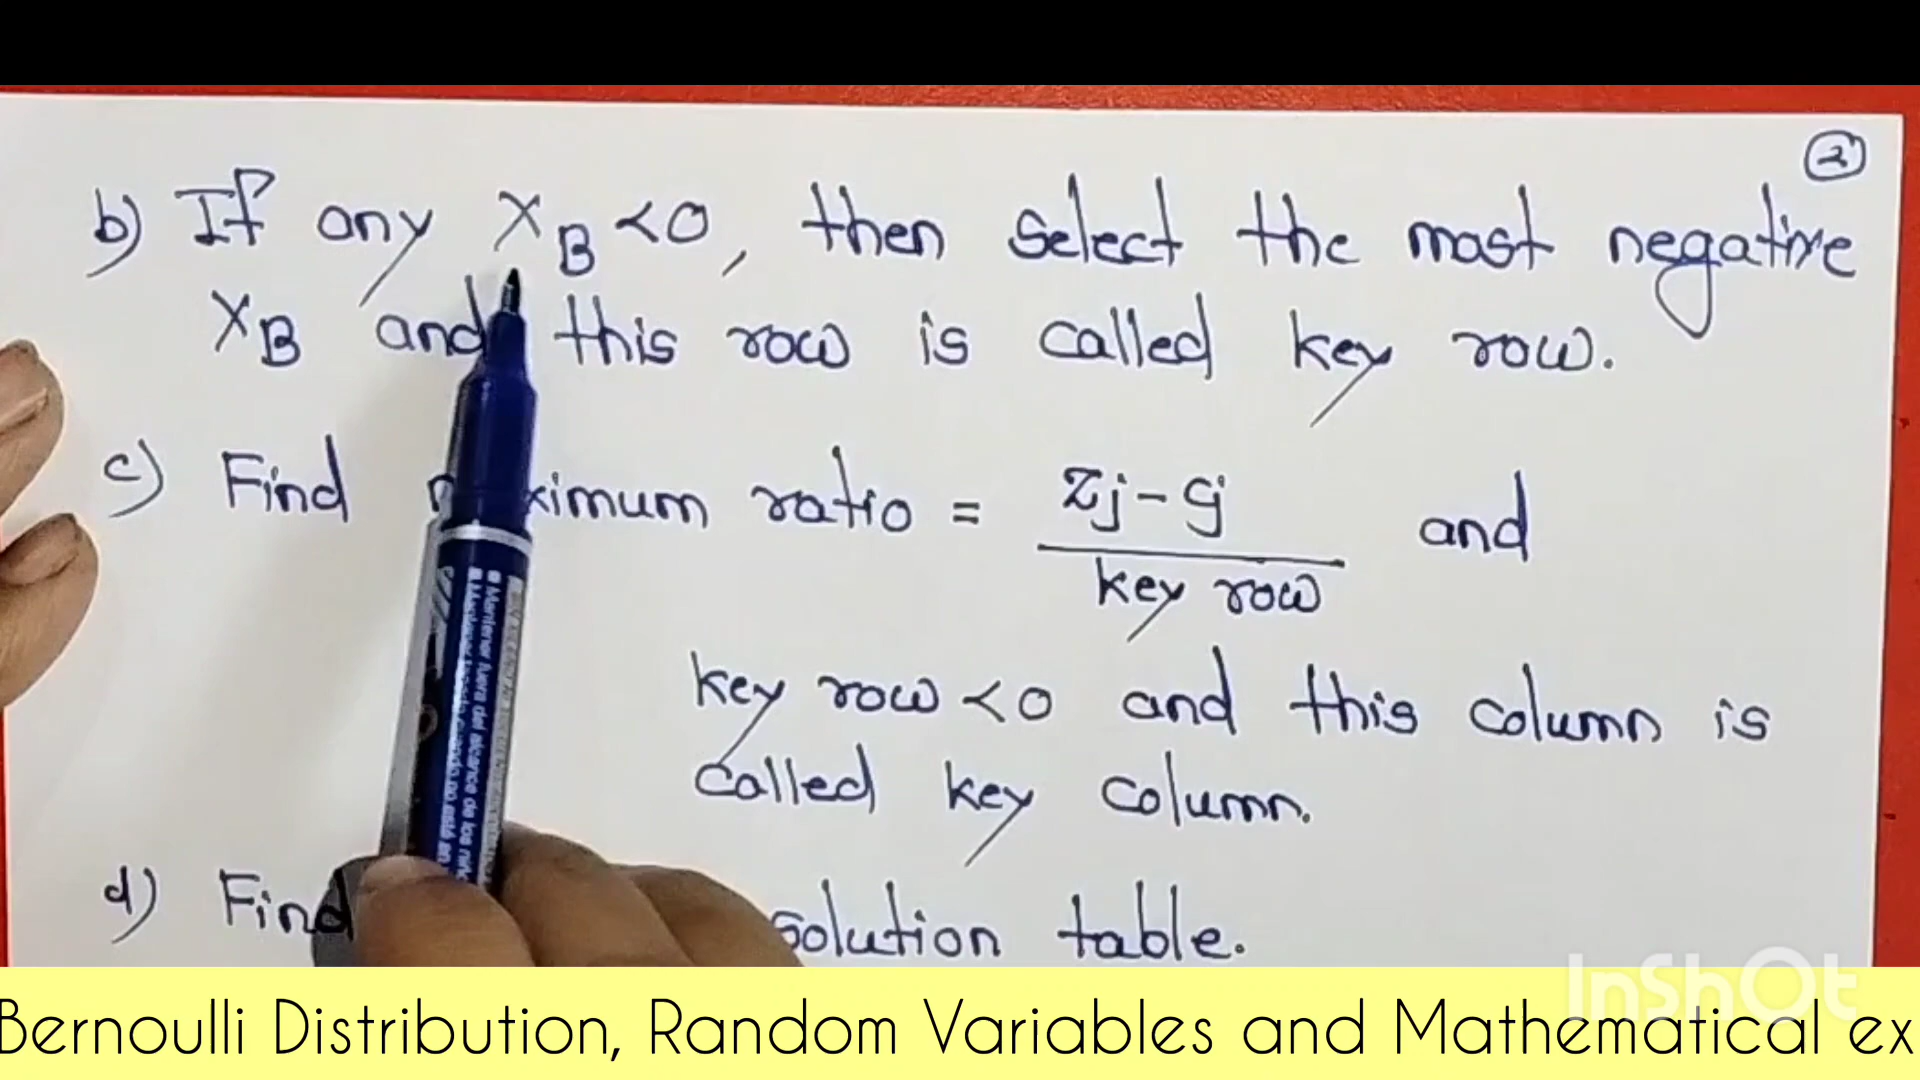 2
b) If any XB <0, then select the most negative
XB and this row is called key row.
c) Find ximum ratio = Zj - Cj and
key row
key row <0 and this column is
called key column.
d) Find solution table.
InShOt
Bernoulli Distribution, Random Variables and Mathematical ex